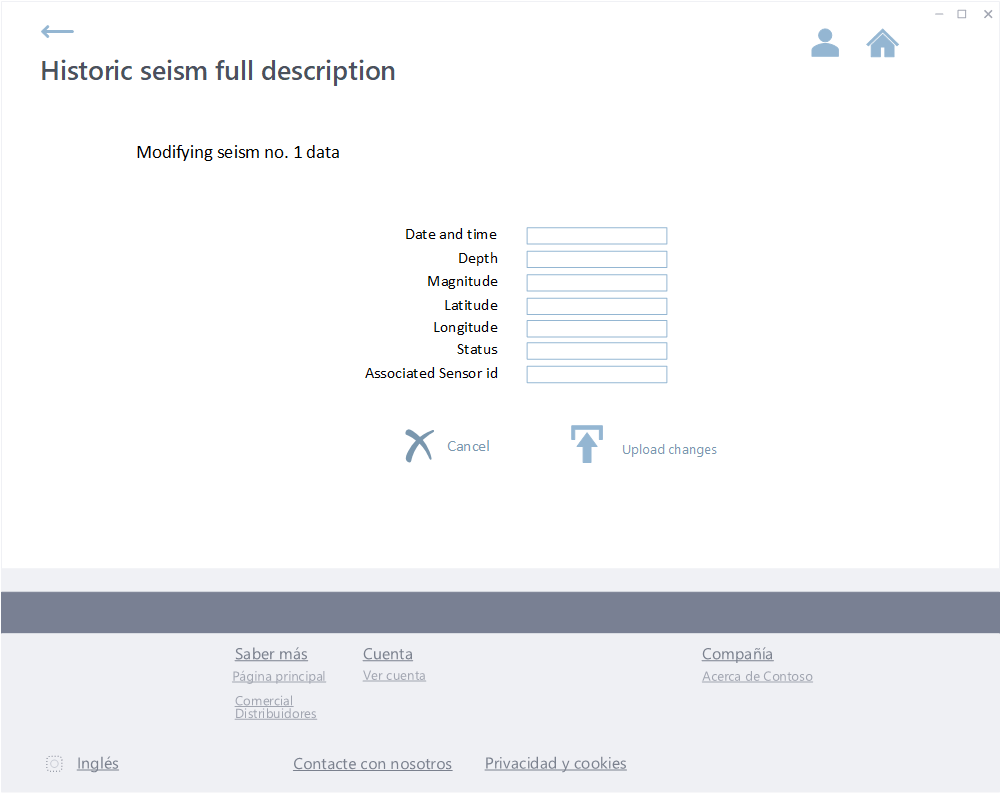 Historic seism full description
Modifying seism no. 1 data
Date and time
Depth
Magnitude
Latitude
Longitude
Status
Associated Sensor id
Cancel
Upload changes
Saber más
Página principal
Comercial
Distribuidores
Cuenta
Ver cuenta
Compañía
Acerca de Contoso
Inglés
Contacte con nosotros
Privacidad y cookies